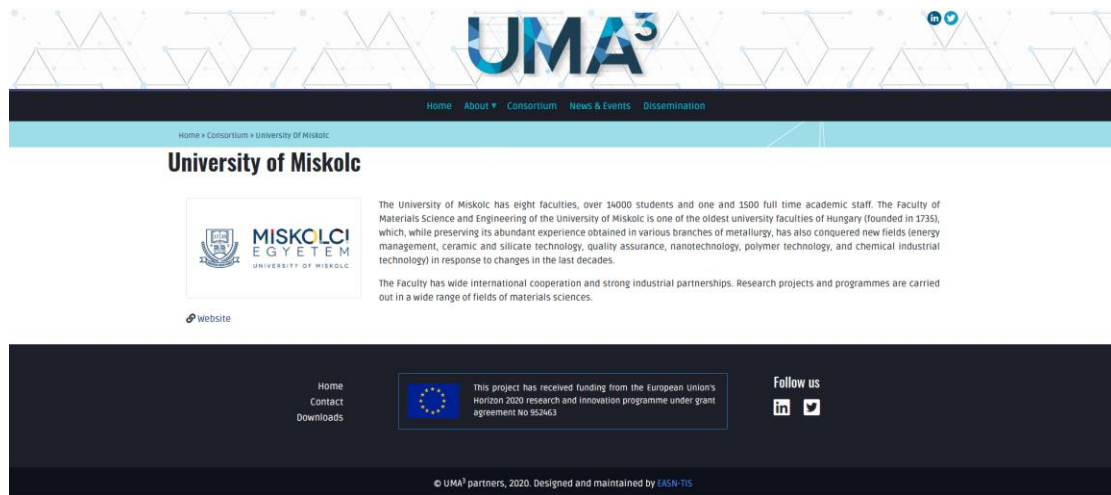 UMA³
Home About ▾ Consortium News & Events Dissemination
Home » Consortium » University Of Miskolc
University of Miskolc
MISKOLCI
EGYETEM
UNIVERSITY OF MISKOLC
The University of Miskolc has eight faculties, over 14000 students and one and 1500 full time academic staff. The Faculty of
Materials Science and Engineering of the University of Miskolc is one of the oldest university faculties of Hungary (founded in 1735),
which, while preserving its abundant experience obtained in various branches of metallurgy, has also conquered new fields (energy
management, ceramic and silicate technology, quality assurance, nanotechnology, polymer technology, and chemical industrial
technology) in response to changes in the last decades.
The Faculty has wide international cooperation and strong industrial partnerships. Research projects and programmes are carried
out in a wide range of fields of materials sciences.
Website
Home
Contact
Downloads
This project has received funding from the European Union's
Horizon 2020 research and innovation programme under grant
agreement No 952463
Follow us
© UMA³ partners, 2020. Designed and maintained by EASN-TIS